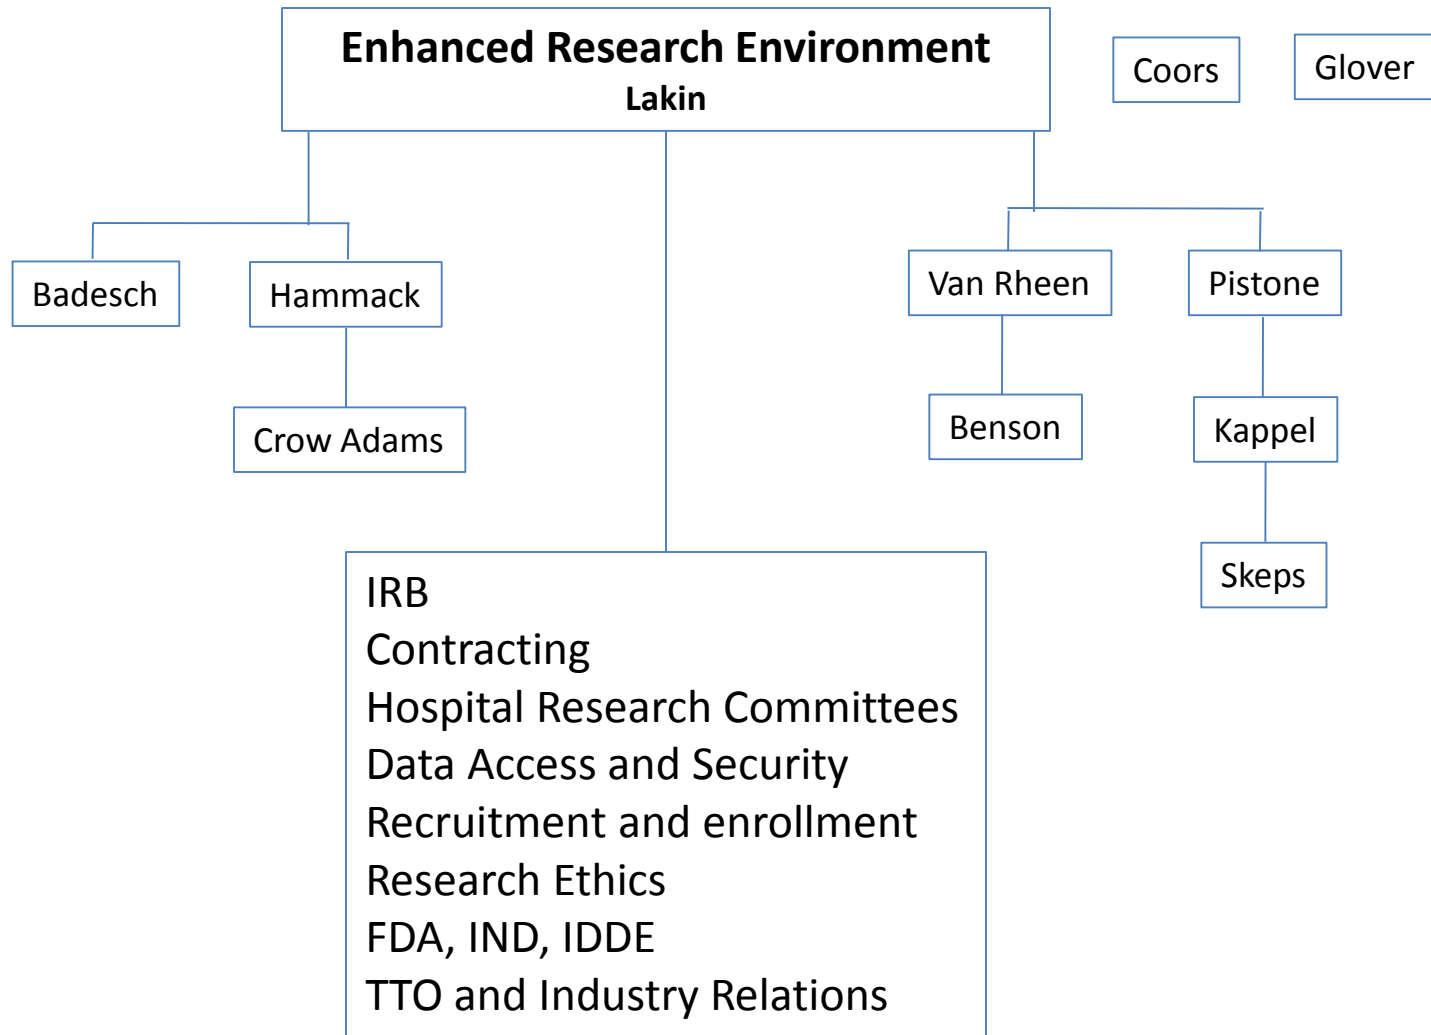 Enhanced Research Environment
Lakin
Coors
Glover
Badesch
Hammack
Van Rheen
Pistone
Crow Adams
Benson
Kappel
Skeps
IRB
Contracting
Hospital Research Committees
Data Access and Security
Recruitment and enrollment
Research Ethics
FDA, IND, IDDE
TTO and Industry Relations